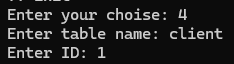 Enter your choise: 4
Enter table name: client
Enter ID: 1